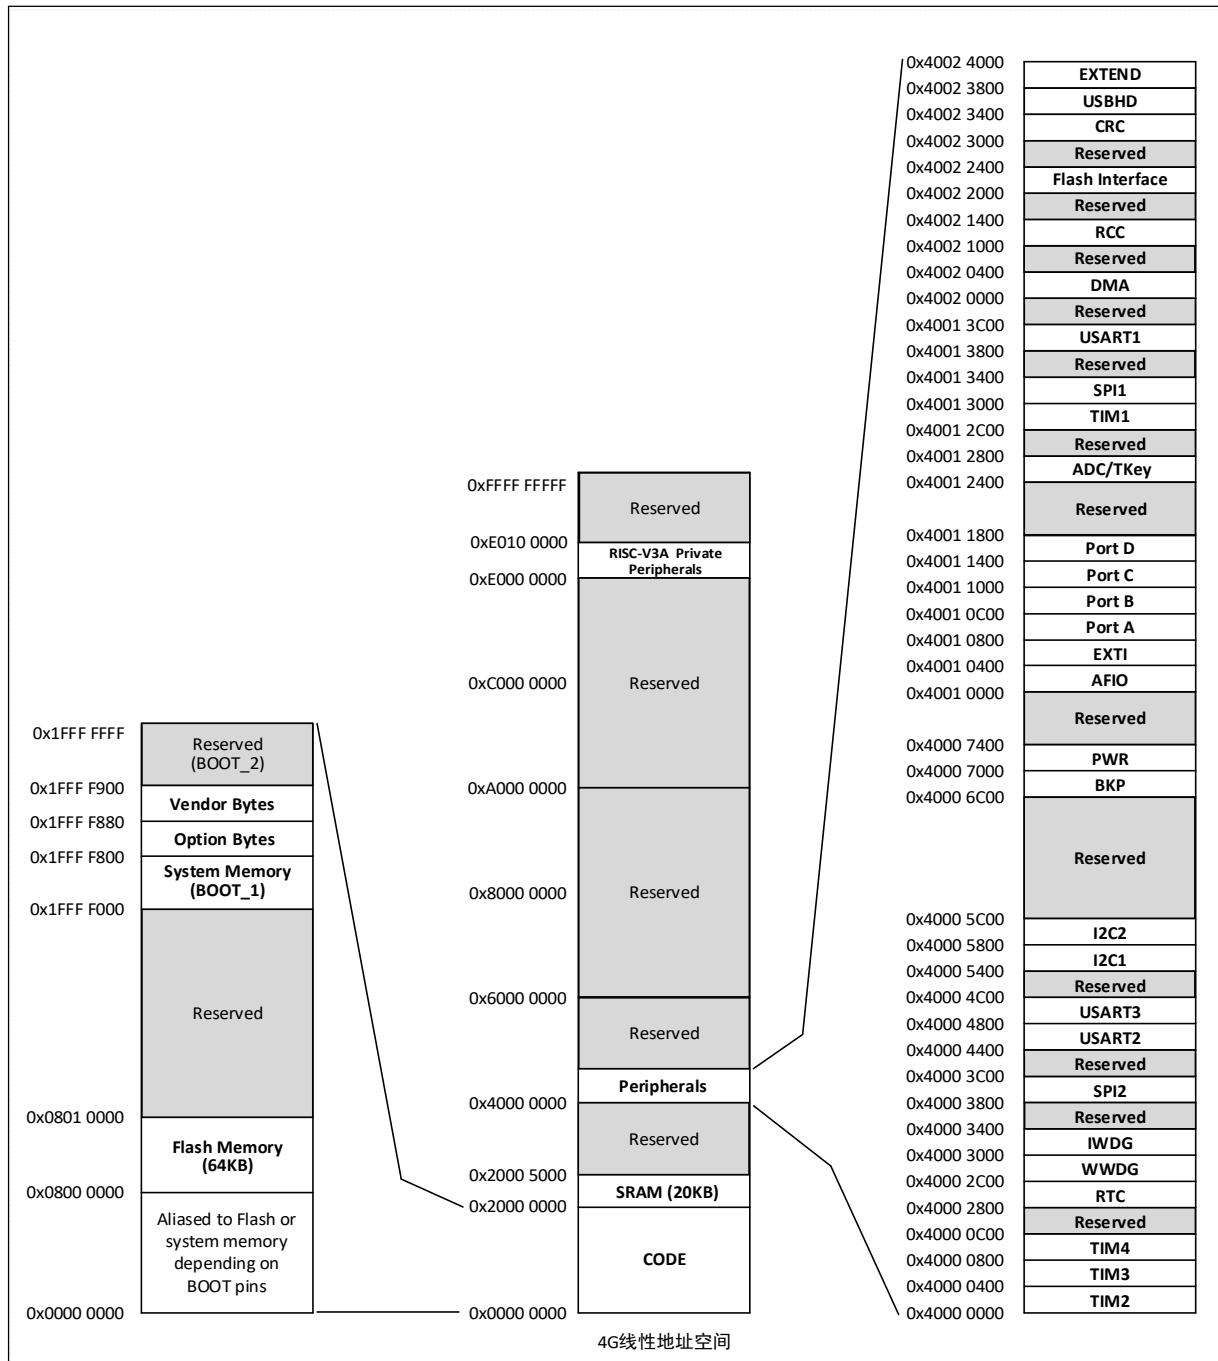 0x1FFF FFFF
Reserved
(BOOT_2)
0x1FFF F900
Vendor Bytes
0x1FFF F880
Option Bytes
0x1FFF F800
System Memory
(BOOT_1)
0x1FFF F000
Reserved
0x0801 0000
Flash Memory
(64KB)
0x0800 0000
Aliased to Flash or
system memory
depending on
BOOT pins
0x0000 0000
0xFFFF FFFFF
Reserved
0xE010 0000
RISC-V3A Private
Peripherals
0xE000 0000
0xC000 0000
Reserved
0xA000 0000
0x8000 0000
Reserved
0x6000 0000
Reserved
Peripherals
0x4000 0000
Reserved
0x2000 5000
SRAM (20KB)
0x2000 0000
CODE
0x0000 0000
4G线性地址空间
0x4002 4000
EXTEND
0x4002 3800
USBHD
0x4002 3400
CRC
0x4002 3000
Reserved
0x4002 2400
Flash Interface
0x4002 2000
Reserved
0x4002 1400
RCC
0x4002 1000
Reserved
0x4002 0400
DMA
0x4002 0000
Reserved
0x4001 3C00
USART1
0x4001 3800
Reserved
0x4001 3400
SPI1
0x4001 3000
TIM1
0x4001 2C00
Reserved
0x4001 2800
ADC/TKey
0x4001 2400
Reserved
0x4001 1800
Port D
0x4001 1400
Port C
0x4001 1000
Port B
0x4001 0C00
Port A
0x4001 0800
EXTI
0x4001 0400
AFIO
0x4001 0000
Reserved
0x4000 7400
PWR
0x4000 7000
BKP
0x4000 6C00
Reserved
0x4000 5C00
I2C2
0x4000 5800
I2C1
0x4000 5400
Reserved
0x4000 4C00
USART3
0x4000 4800
USART2
0x4000 4400
Reserved
0x4000 3C00
SPI2
0x4000 3800
Reserved
0x4000 3400
IWDG
0x4000 3000
WWDG
0x4000 2C00
RTC
0x4000 2800
Reserved
0x4000 0C00
TIM4
0x4000 0800
TIM3
0x4000 0400
TIM2
0x4000 0000